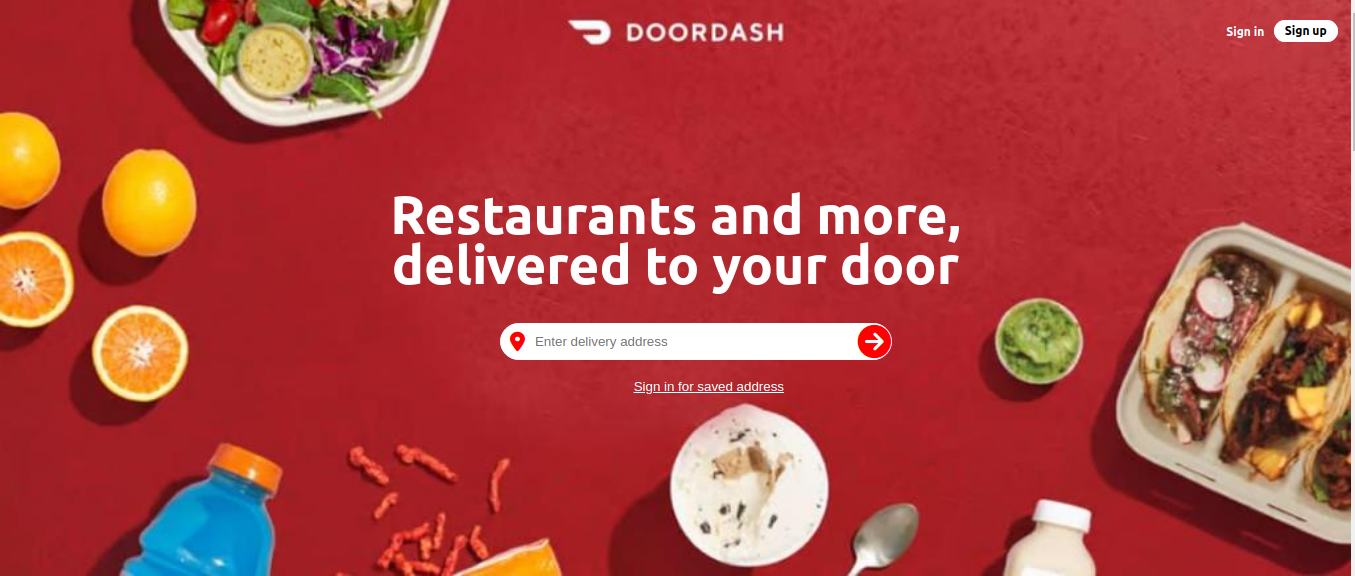 DOORDASH
Sign in
Sign up
Restaurants and more,
delivered to your door
Enter delivery address
Sign in for saved address